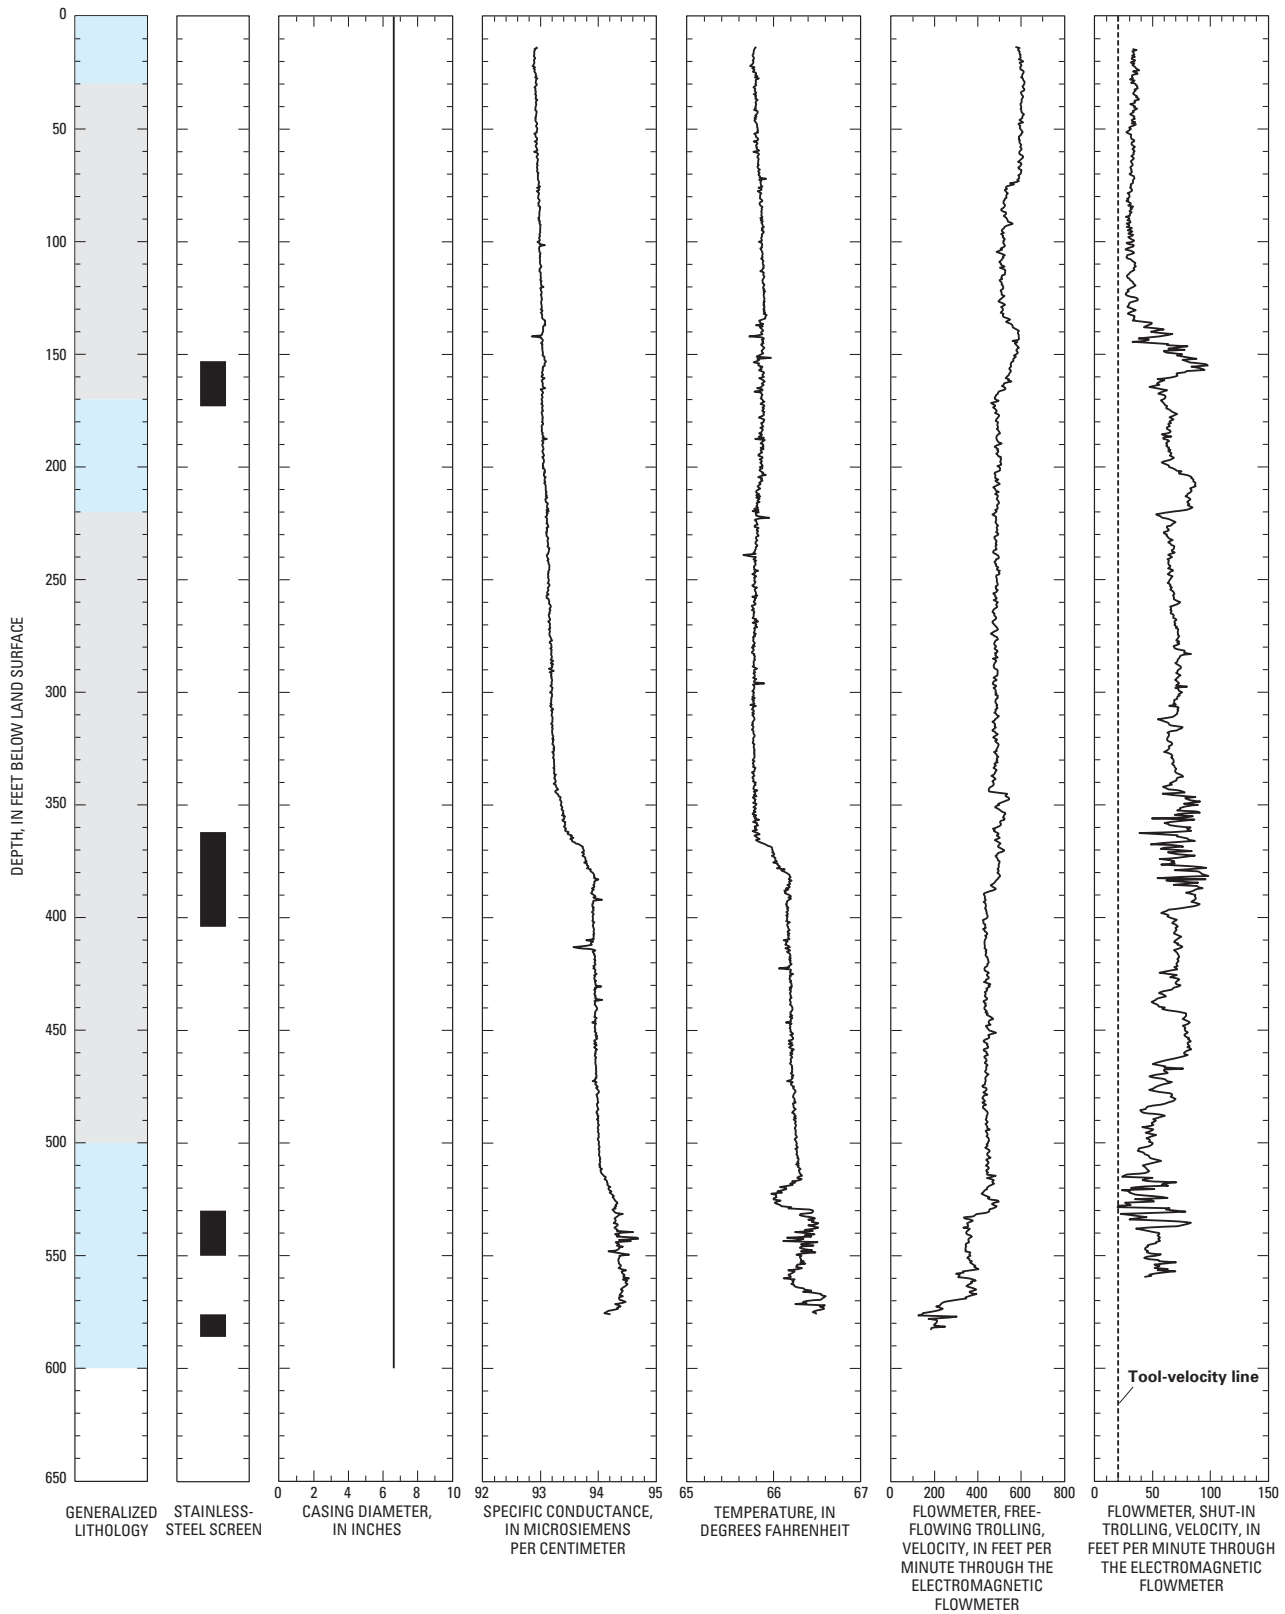 DEPTH, IN FEET BELOW LAND SURFACE
0
50
100
150
200
250
300
350
400
450
500
550
600
650
Tool-velocity line
0 2 4 6 8 10
92 93 94 95
65 66 67
0 200 400 600 800
0 50 100 150
GENERALIZED
LITHOLOGY
STAINLESS-
STEEL SCREEN
CASING DIAMETER,
IN INCHES
SPECIFIC CONDUCTANCE,
IN MICROSIEMENS
PER CENTIMETER
TEMPERATURE, IN
DEGREES FAHRENHEIT
FLOWMETER, FREE-
FLOWING TROLLING,
VELOCITY, IN FEET PER
MINUTE THROUGH THE
ELECTROMAGNETIC
FLOWMETER
FLOWMETER, SHUT-IN
TROLLING, VELOCITY, IN
FEET PER MINUTE THROUGH
THE ELECTROMAGNETIC
FLOWMETER